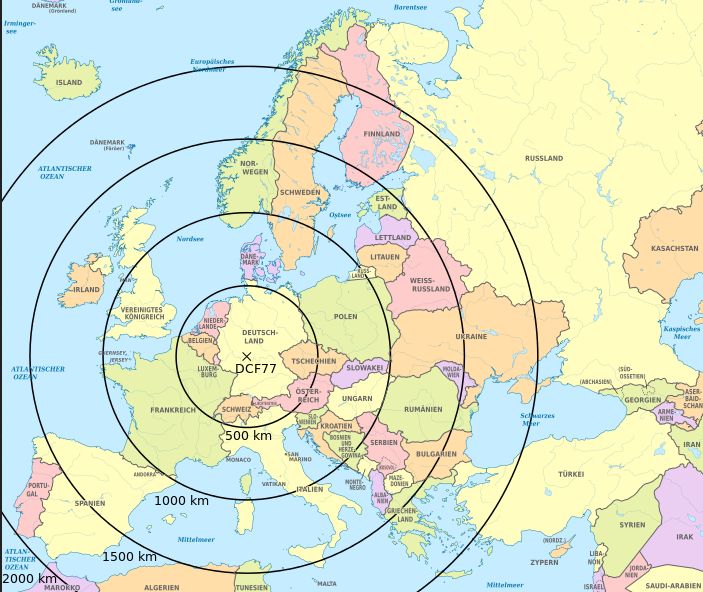 DÄNEMARK
(Grönland)
Grönland-
see
Barentsee
Irminger-
see
Europäisches
Nordmeer
ISLAND
DÄNEMARK
(Färöer)
FINNLAND
RUSSLAND
ATLANTISCHER
OZEAN
NOR-
WEGEN
SCHWEDEN
EST-
LAND
Ostsee
Nordsee
LETTLAND
KASACHSTAN
DÄNE-
MARK
LITAUEN
RUSS-
LAND
WEISS-
RUSSLAND
MAN
IRLAND
VEREINIGTES
KÖNIGREICH
NIEDER-
LANDE
POLEN
DEUTSCH-
LAND
BELGIEN
UKRAINE
Kaspisches
Meer
GUERNSEY
JERSEY
TSCHECHIEN
DCF77
LUXEM-
BURG
SLOWAKEI
MOLDA-
WIEN
ATLANTISCHER
OZEAN
(SÜD-
OSSETIEN)
(ABCHASIEN)
ÖSTER-
REICH
UNGARN
GEORGIEN
ASER-
BAID-
SCHAN
FRANKREICH
SCHWEIZ
RUMÄNIEN
ARME-
NIEN
Schwarzes
Meer
SLO-
WENIEN
KROATIEN
500 km
BOSNIEN
UND
HERZE-
GOWINA
SERBIEN
IRAN
MONACO
SAN
MARINO
BULGARIEN
KOSOVO
ANDORRA
TÜRKEI
PORTU-
GAL
VATIKAN
ITALIEN
MONTE-
NEGRO
MAZE-
DONIEN
ALBA-
NIEN
SPANIEN
1000 km
GRIECHEN-
LAND
SYRIEN
IRAK
Mittelmeer
(NORDZ.)
ZYPERN
LIBA-
NON
ATLAN-
TISCHER
OZEAN
1500 km
JORDA-
NIEN
2000 km
MAROKKO
ALGERIEN
TUNESIEN
MALTA
Mittelmeer
ISRAEL
SAUDI-ARABIEN